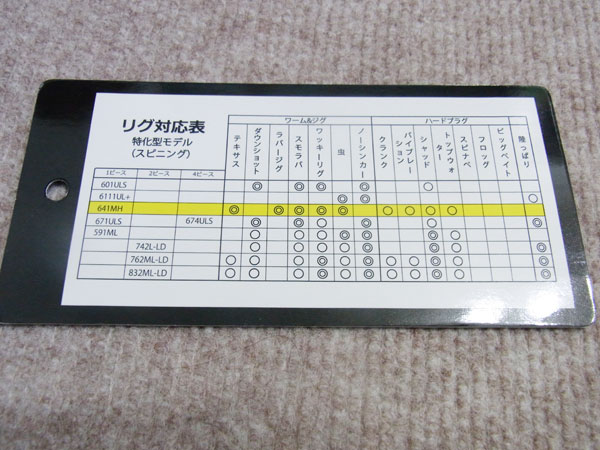 リグ対応表
特化型モデル
(スピニング)
ワーム&ジグ
ハードプラグ
テキサス
ダウンショット
ラバージグ
スモラバ
ワッキーリグ
虫
ノーシンカー
クランク
バイブレーション
シャッド
トップウォーター
スピナベ
フロッグ
ビッグベイト
陸っぱり
1ピース 2ピース 4ピース
601ULS
6111UL+
641MH
671ULS 674ULS
591ML
742L-LD
762ML-LD
832ML-LD